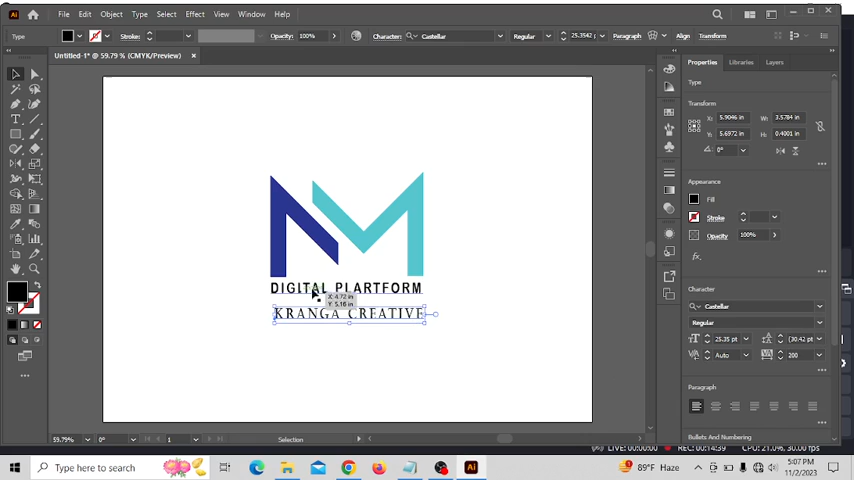 File Edit Object Type Select Effect View Window Help
Type Stroke: Opacity: 100% Character: Castellar Regular 25.3542 Paragraph Align Transform
Untitled-1* @ 59.79 % (CMYK/Preview)
Properties Libraries Layers
Type
Transform
X: 5.9046 in W: 3.5784 in
Y: 5.6972 in H: 0.4001 in
0°
Appearance
Fill
Stroke
Opacity 100%
fx.
Character
Castellar
Regular
25.35 pt (30.42 pt
Auto 200
Paragraph
Bullets And Numbering
DIGITAL PLARTFORM
X: 4.72 in
Y: 5.16 in
KRANGA CREATIVE
59.79% 0° 1 Selection
LIVE: 00:00:00 REC: 00:14:39 CPU: 21.0%, 30.00 fps
Type here to search
89°F Haze
5:07 PM
11/2/2023